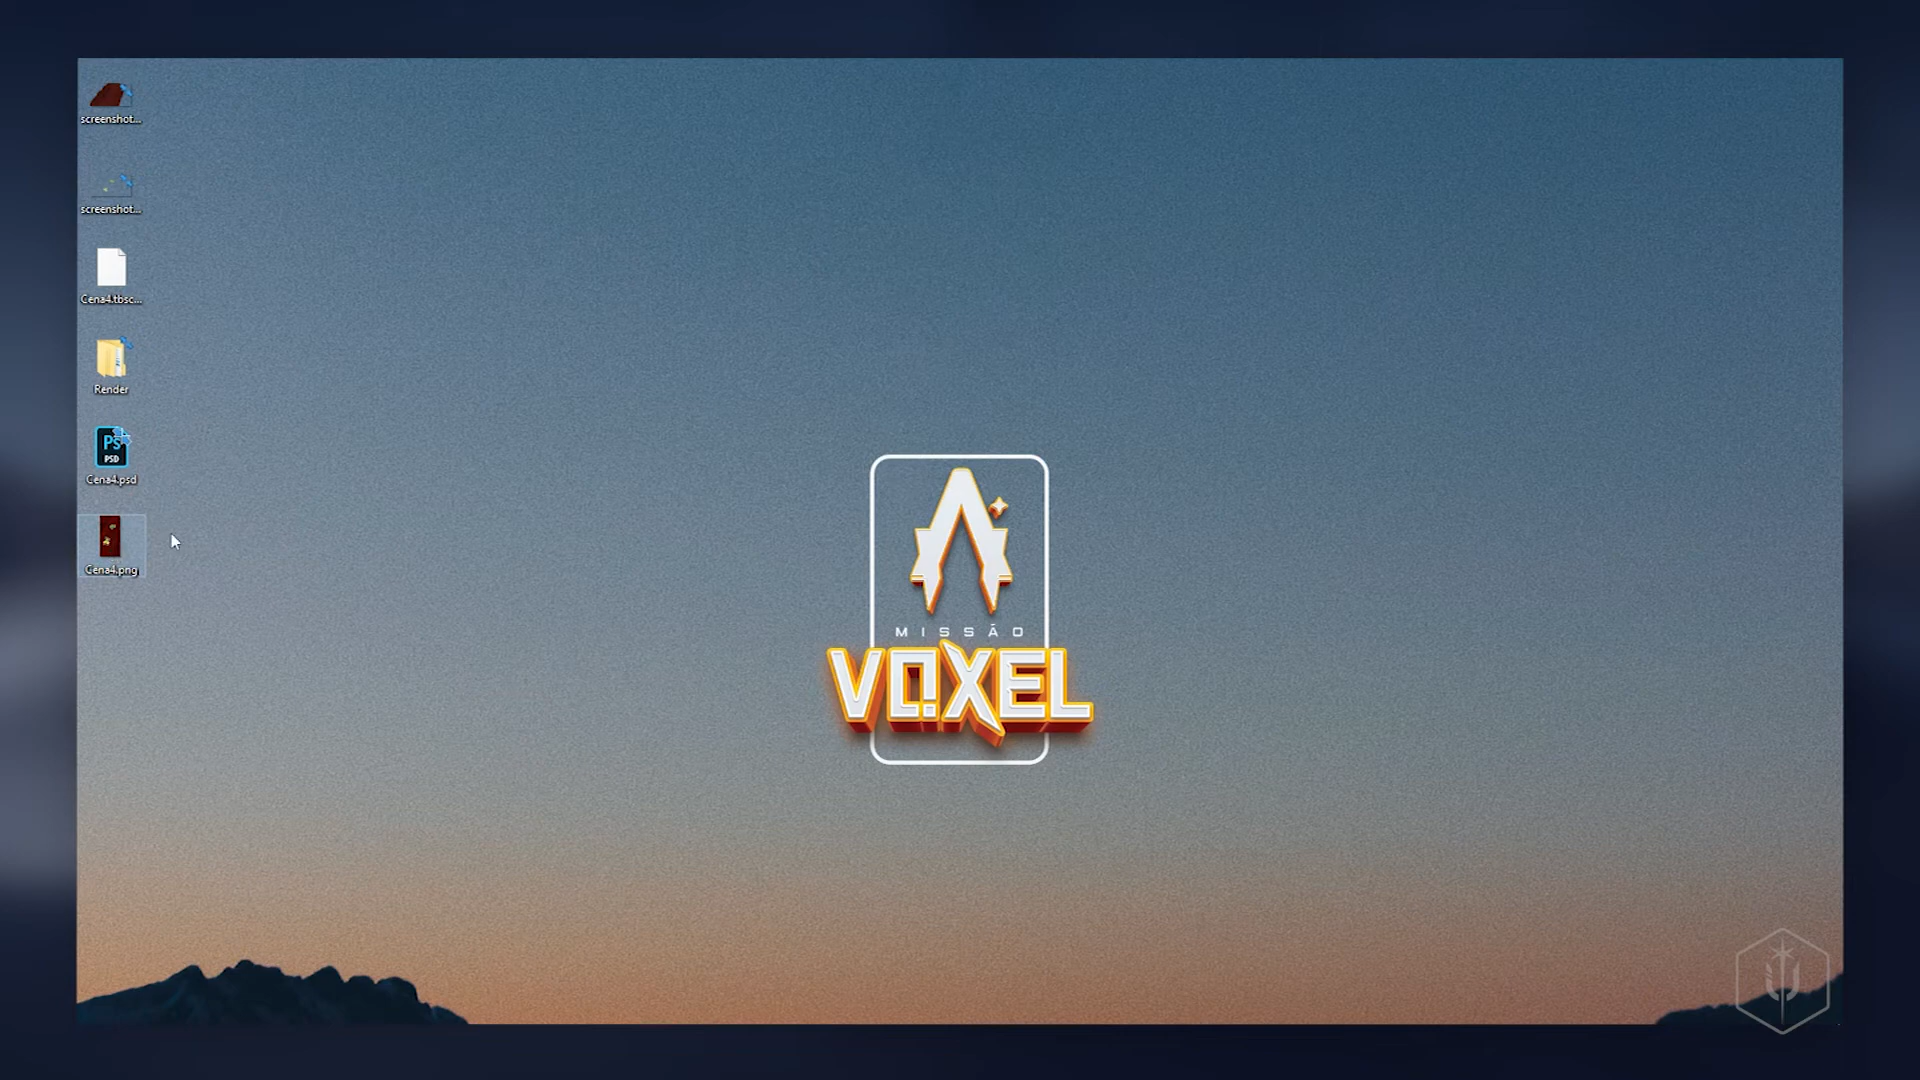 screenshot...
screenshot...
Cena4.tbsc...
Render
Ps
PSD
Cena4.psd
Cena4.png
MISSÃO
VOXEL